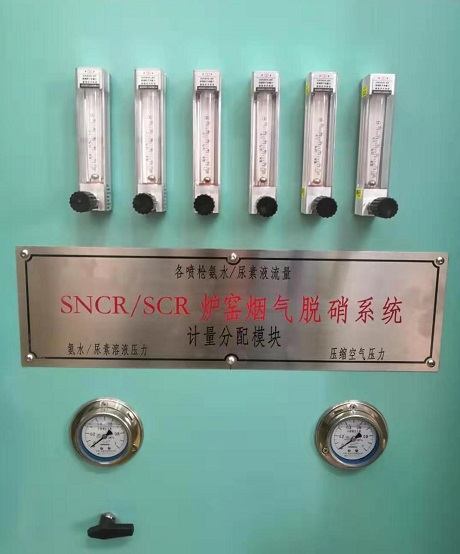 各喷枪氨水/尿素液流量
SNCR/SCR 炉窑烟气脱硝系统
计量分配模块
氨水/尿素溶液压力
压缩空气压力